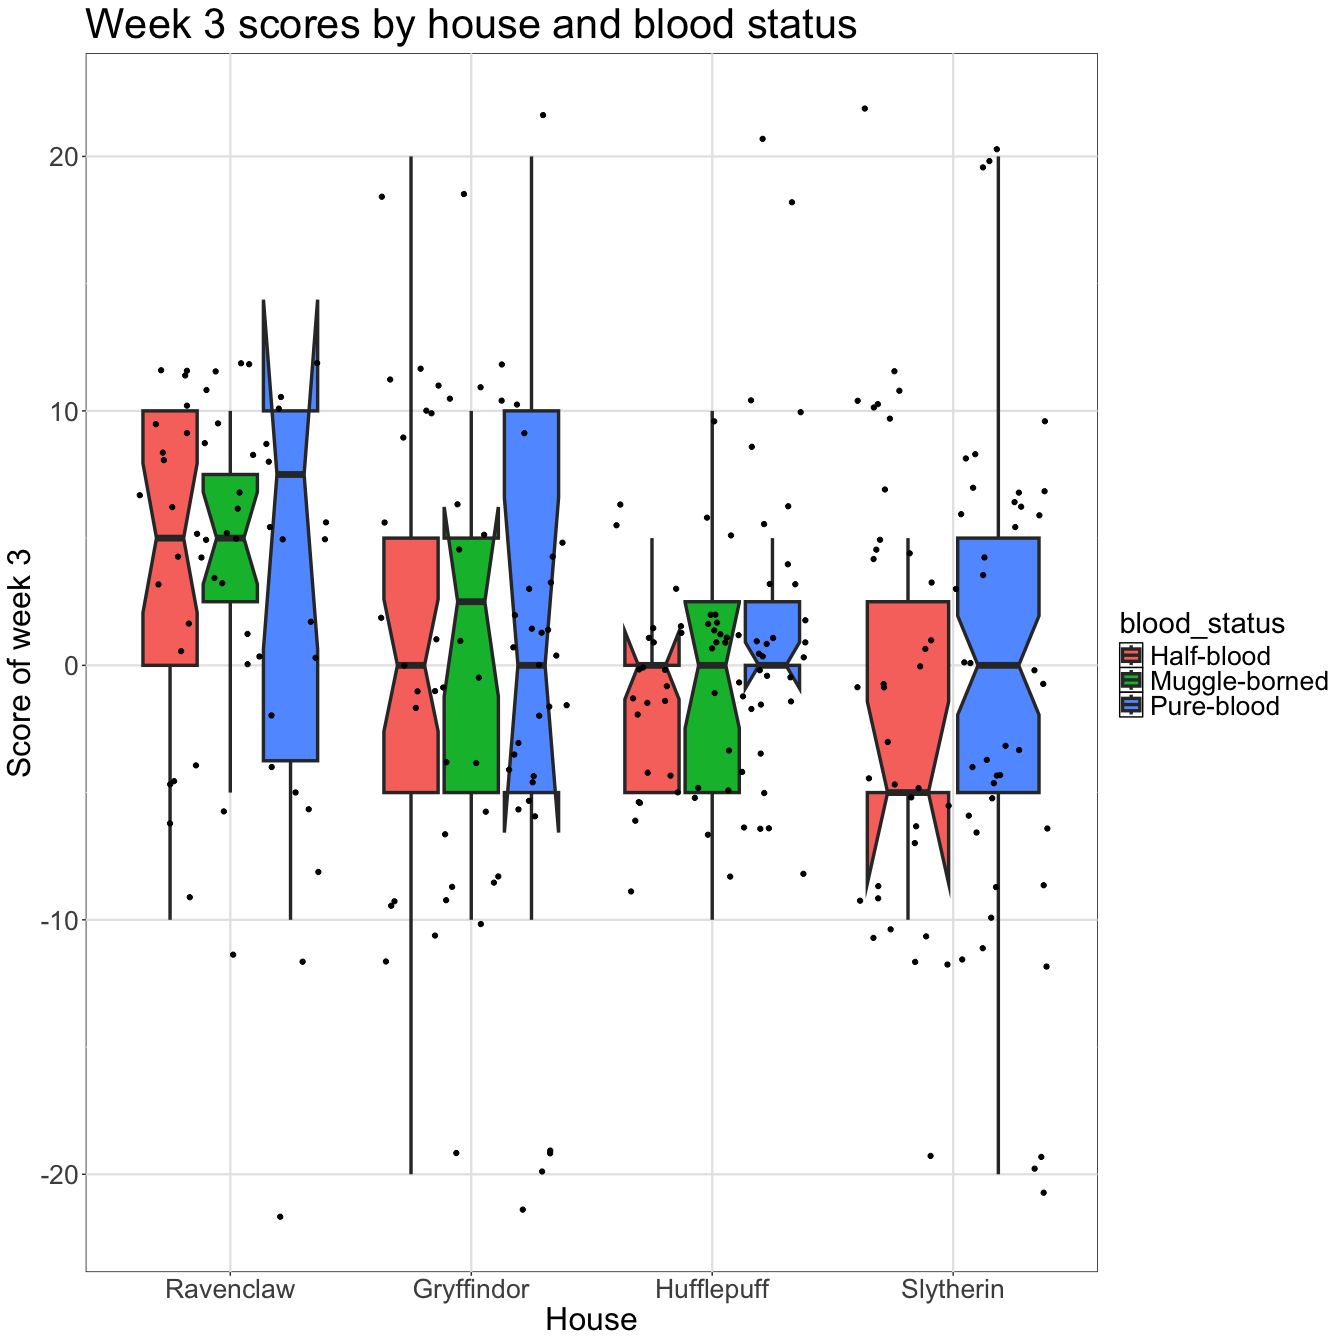 Week 3 scores by house and blood status
Score of week 3
20
10
0
-10
-20
Ravenclaw
Gryffindor
Hufflepuff
Slytherin
House
blood_status
Half-blood
Muggle-borned
Pure-blood